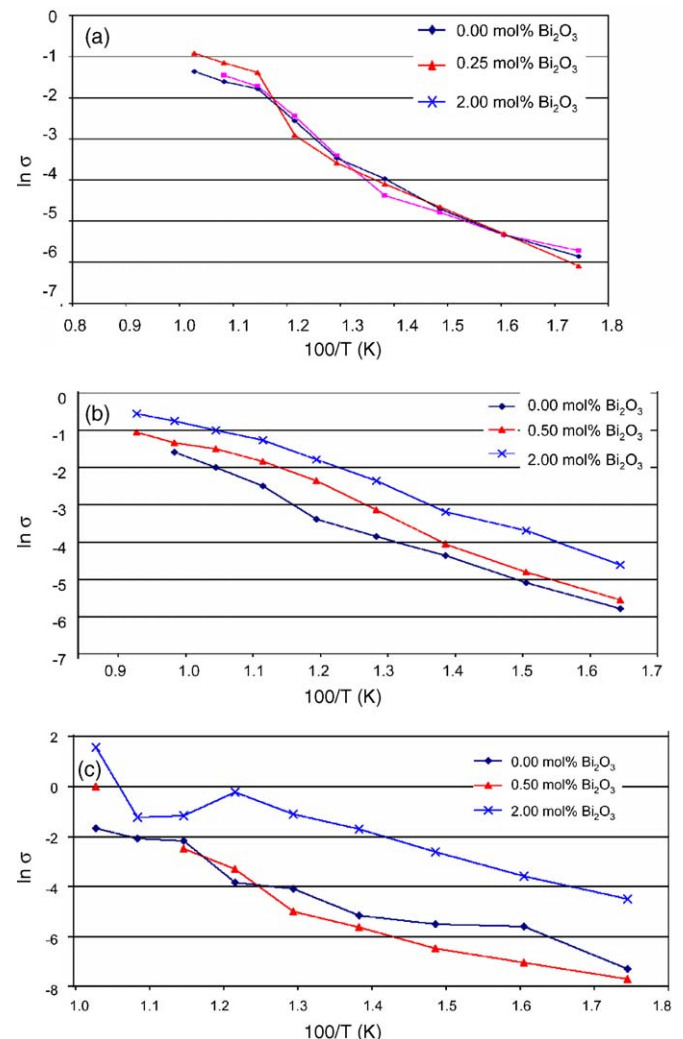 (a)
0.00 mol% Bi₂O₃
0.25 mol% Bi₂O₃
2.00 mol% Bi₂O₃
ln σ
0
-1
-2
-3
-4
-5
-6
-7
0.8 0.9 1.0 1.1 1.2 1.3 1.4 1.5 1.6 1.7 1.8
100/T (K)
(b)
0.00 mol% Bi₂O₃
0.50 mol% Bi₂O₃
2.00 mol% Bi₂O₃
ln σ
0
-1
-2
-3
-4
-5
-6
-7
0.9 1.0 1.1 1.2 1.3 1.4 1.5 1.6 1.7
100/T (K)
(c)
0.00 mol% Bi₂O₃
0.50 mol% Bi₂O₃
2.00 mol% Bi₂O₃
ln σ
2
0
-2
-4
-6
-8
1.0 1.1 1.2 1.3 1.4 1.5 1.6 1.7 1.8
100/T (K)